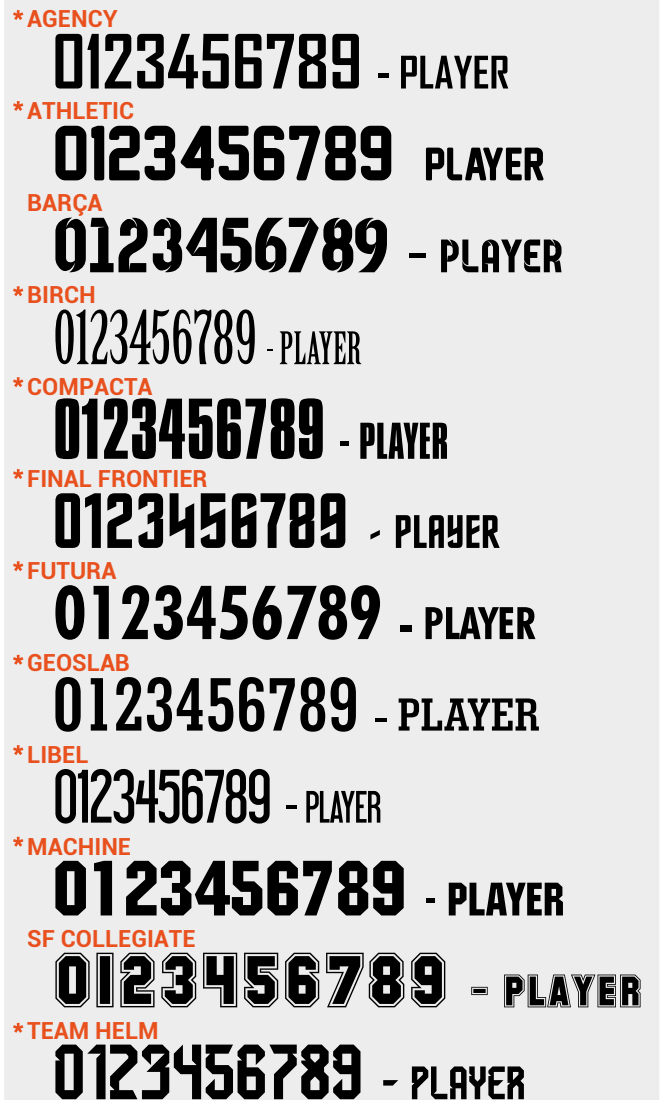 *AGENCY
0123456789 - PLAYER
*ATHLETIC
0123456789 PLAYER
BARÇA
0123456789 - PLAYER
*BIRCH
0123456789 - PLAYER
*COMPACTA
0123456789 - PLAYER
*FINAL FRONTIER
0123456789 - PLAYER
*FUTURA
0123456789 - PLAYER
*GEOSLAB
0123456789 - PLAYER
*LIBEL
0123456789 - PLAYER
*MACHINE
0123456789 - PLAYER
SF COLLEGIATE
0123456789 - PLAYER
*TEAM HELM
0123456789 - PLAYER